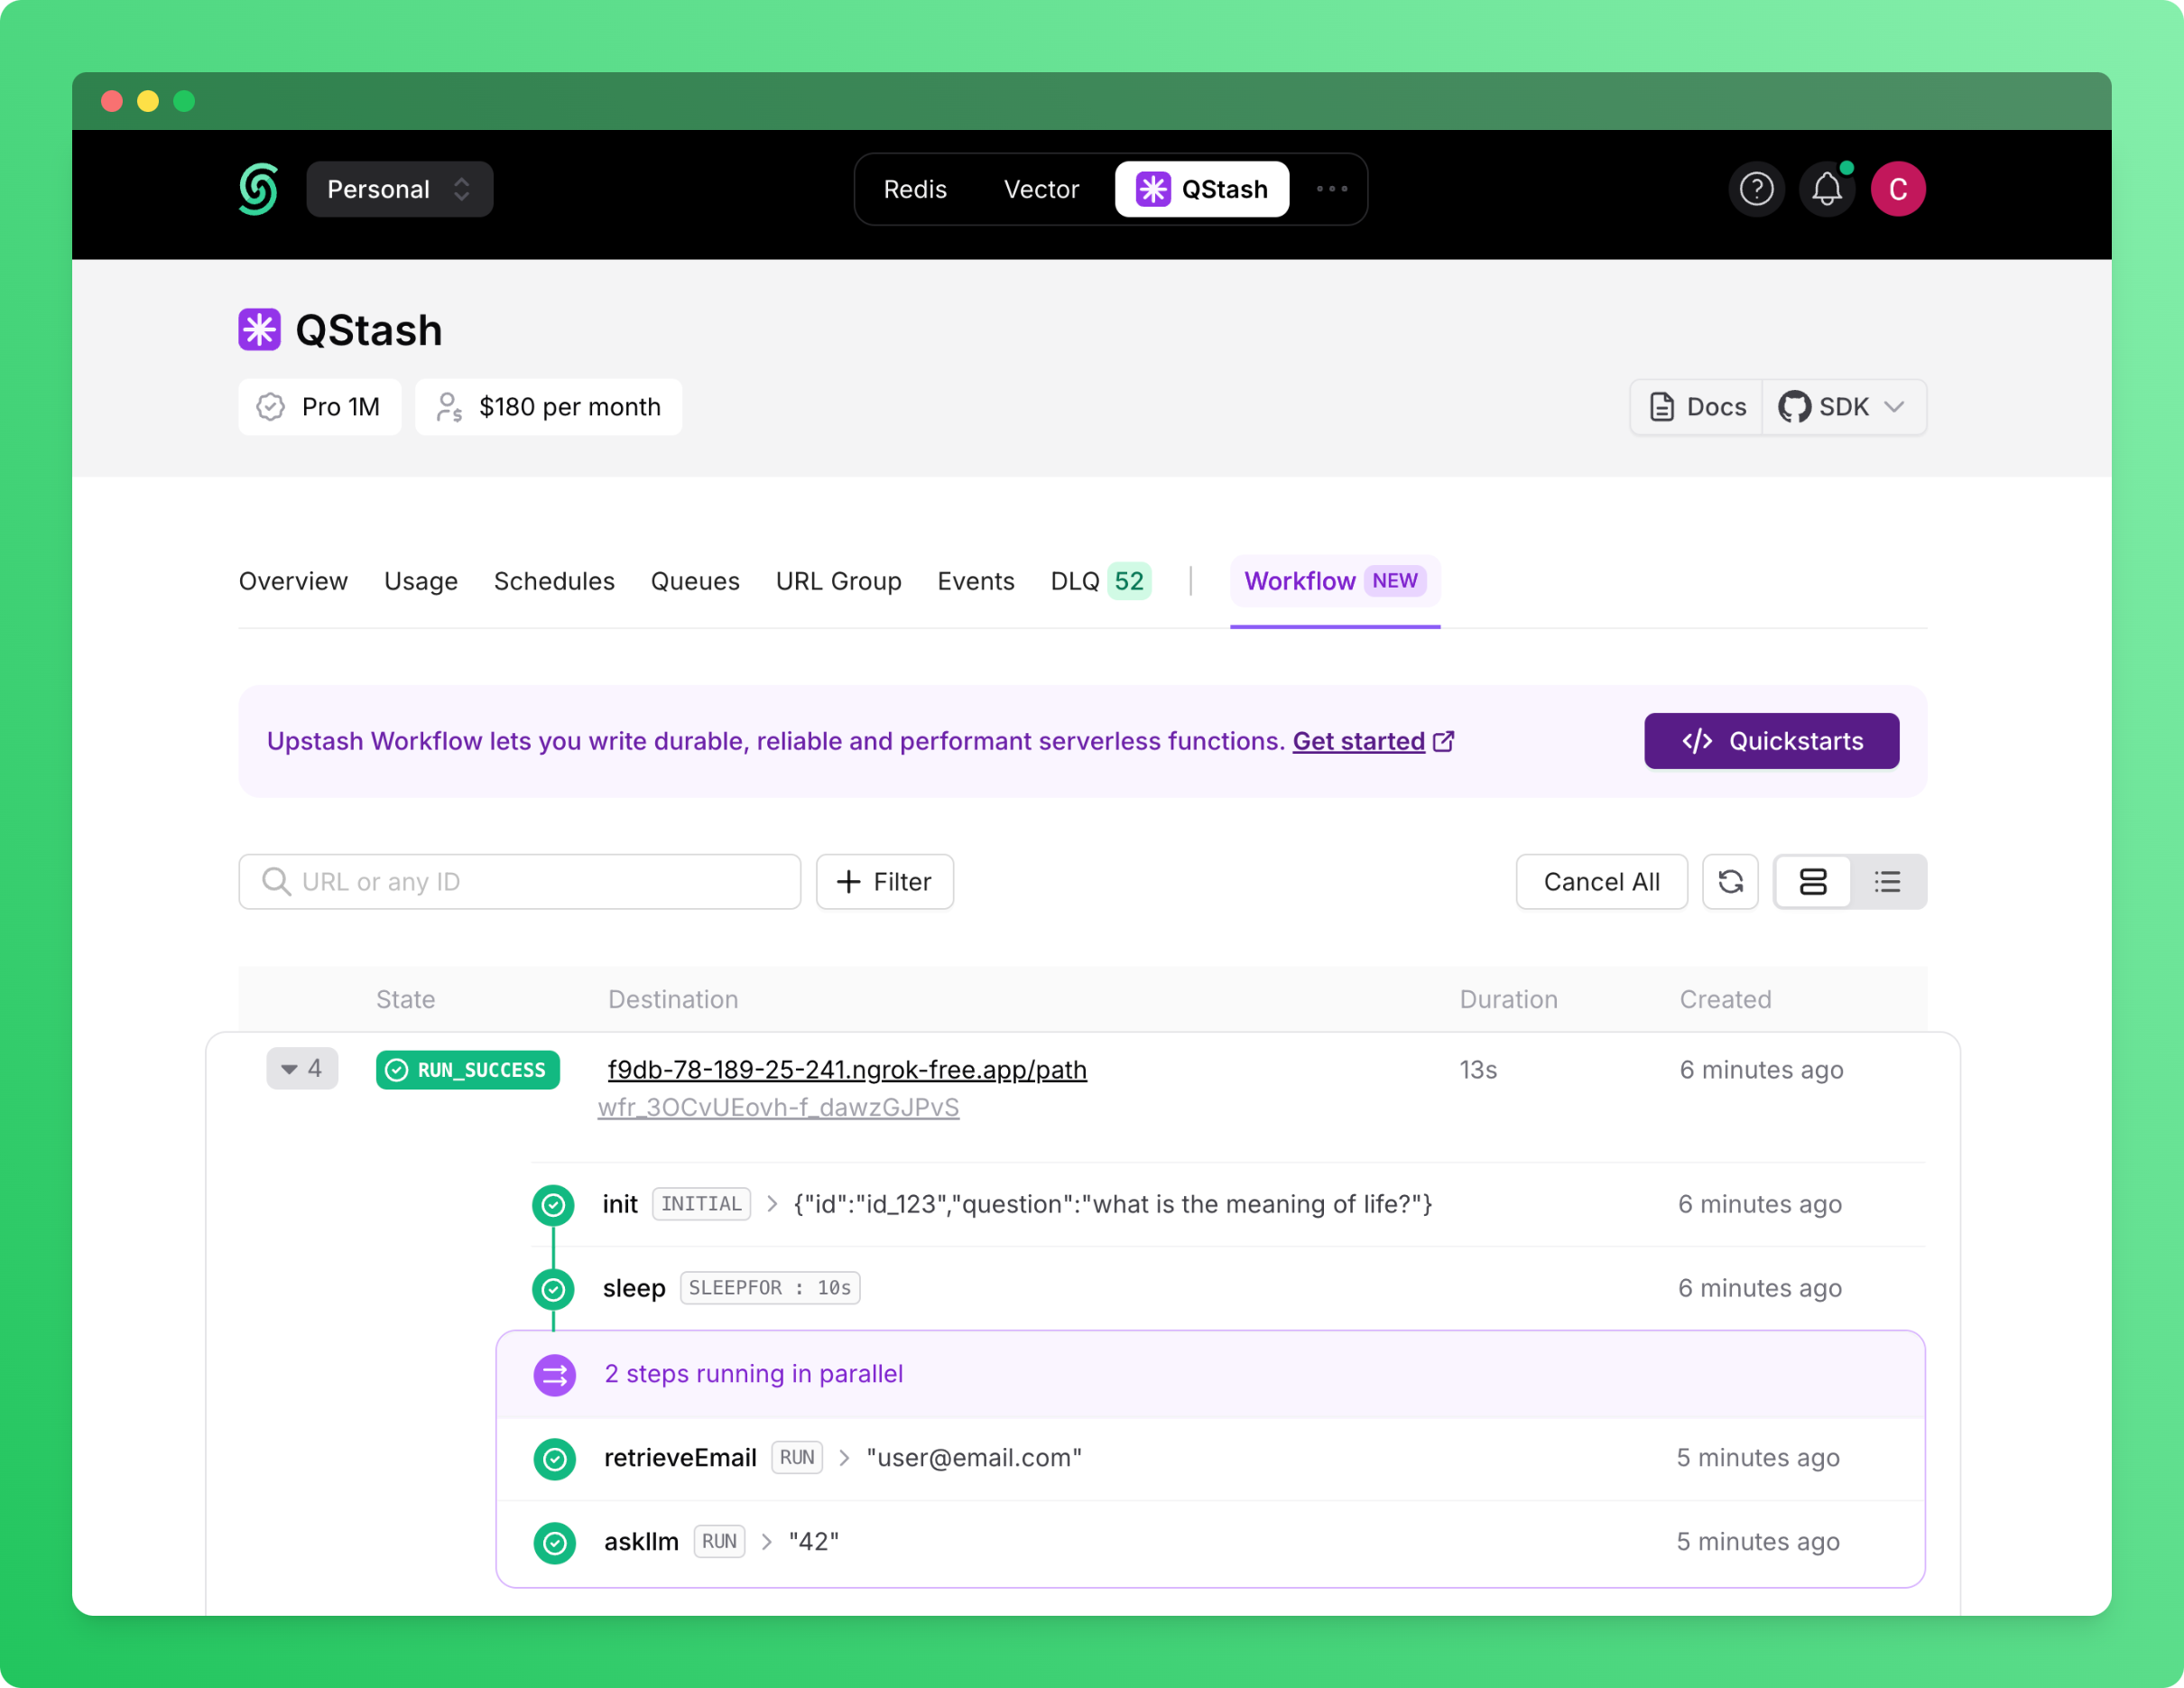 Personal
Redis Vector QStash
C
QStash
Pro 1M $180 per month
Docs SDK
Overview Usage Schedules Queues URL Group Events DLQ 52 | Workflow NEW
Upstash Workflow lets you write durable, reliable and performant serverless functions. Get started
Quickstarts
URL or any ID
Filter
Cancel All
State Destination Duration Created
4 RUN_SUCCESS f9db-78-189-25-241.ngrok-free.app/path 13s 6 minutes ago
wfr_3OCvUEovh-f_dawzGJPvS
init INITIAL > {"id":"id_123","question":"what is the meaning of life?"} 6 minutes ago
sleep SLEEPFOR : 10s 6 minutes ago
2 steps running in parallel
retrieveEmail RUN > "user@email.com" 5 minutes ago
askllm RUN > "42" 5 minutes ago